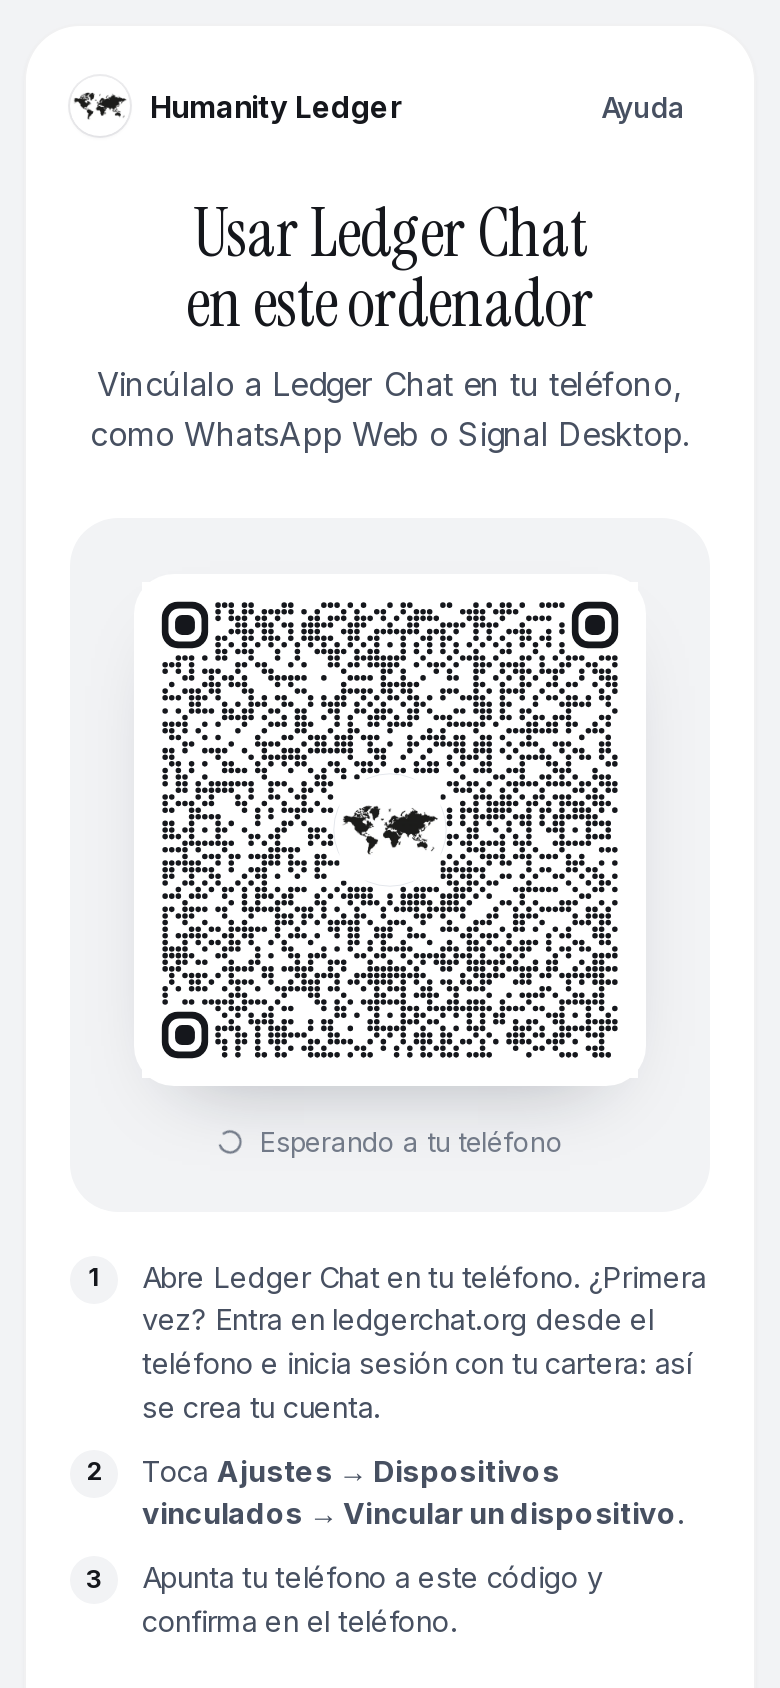 Humanity Ledger
Ayuda
Usar Ledger Chat
en este ordenador
Vincúlalo a Ledger Chat en tu teléfono,
como WhatsApp Web o Signal Desktop.
Esperando a tu teléfono
1
Abre Ledger Chat en tu teléfono. ¿Primera
vez? Entra en ledgerchat.org desde el
teléfono e inicia sesión con tu cartera: así
se crea tu cuenta.
2
Toca Ajustes → Dispositivos
vinculados → Vincular un dispositivo.
3
Apunta tu teléfono a este código y
confirma en el teléfono.